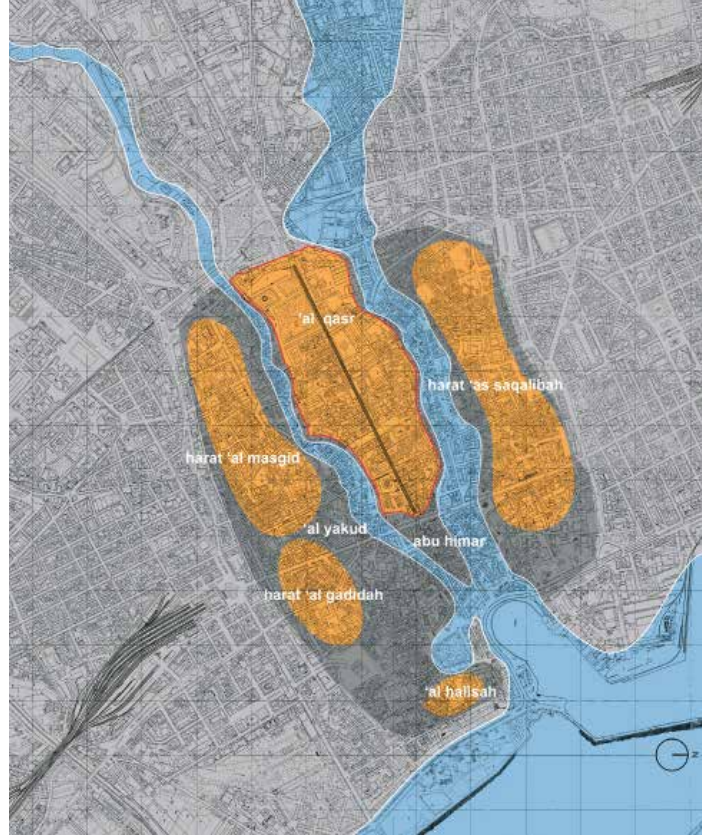 'al qasr
harat 'as saqalibah
harat 'al masgid
'al yakud
abu himar
harat 'al gadidah
'al halisah
N